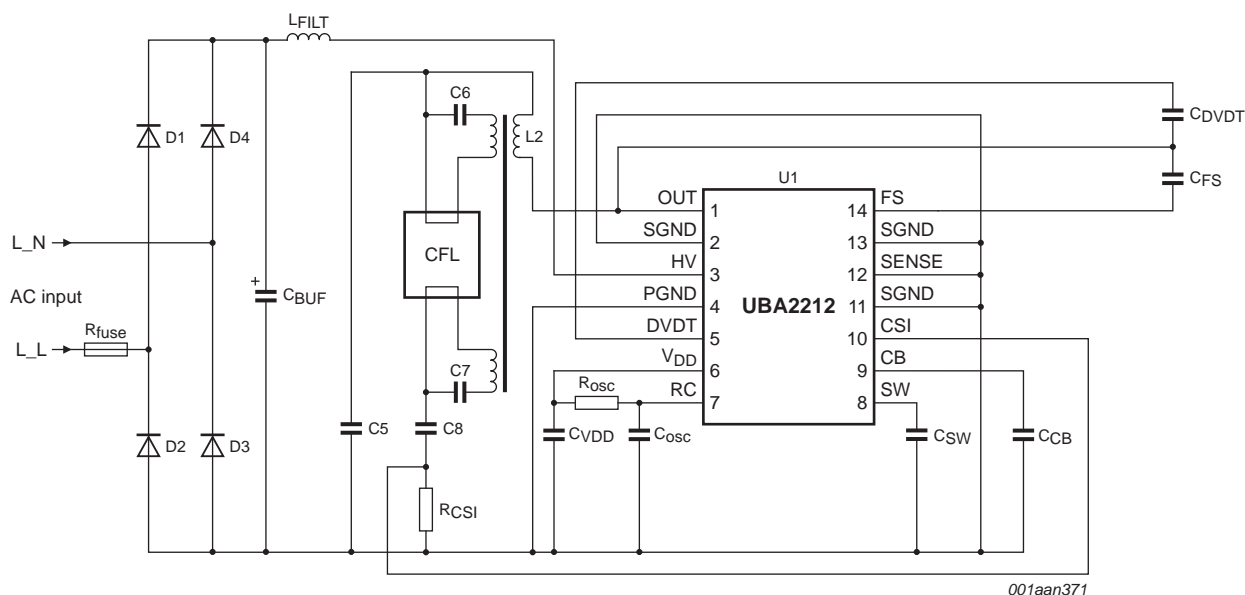 LFILT
C6
L2
CDVDT
CFS
D1
D4
U1
OUT 1
14 FS
SGND 2
13 SGND
HV 3
12 SENSE
PGND 4
11 SGND
DVDT 5
10 CSI
VDD 6
9 CB
RC 7
8 SW
UBA2212
L_N
CFL
AC input
+
CBUF
Rfuse
L_L
C7
Rosc
D2
D3
C5
C8
CVDD
Cosc
CSW
CCB
RCSI
001aan371